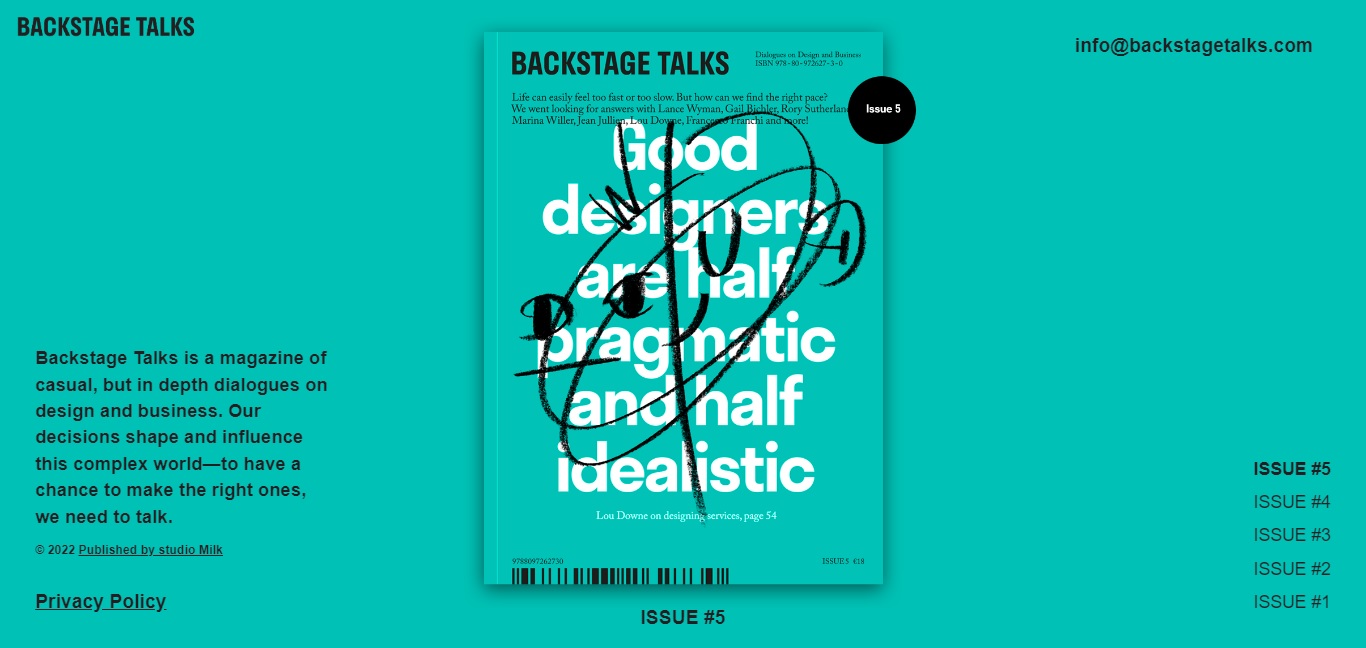 BACKSTAGE TALKS
info@backstagetalks.com
BACKSTAGE TALKS
Dialogues on Design and Business
ISBN 978-80-972627-3-0
Life can easily feel too fast or too slow. But how can we find the right pace?
We went looking for answers with Lance Wyman, Gail Bichler, Rory Sutherland
Marina Willer, Jean Jullien, Lou Downe, Francesco Franchi and more!
Issue 5
Good
designers
are half
pragmatic
and half
idealistic
Lou Downe on designing services, page 54
9788097262730
ISSUE 5 €18
ISSUE #5
Backstage Talks is a magazine of
casual, but in depth dialogues on
design and business. Our
decisions shape and influence
this complex world—to have a
chance to make the right ones,
we need to talk.
© 2022 Published by studio Milk
Privacy Policy
ISSUE #5
ISSUE #4
ISSUE #3
ISSUE #2
ISSUE #1